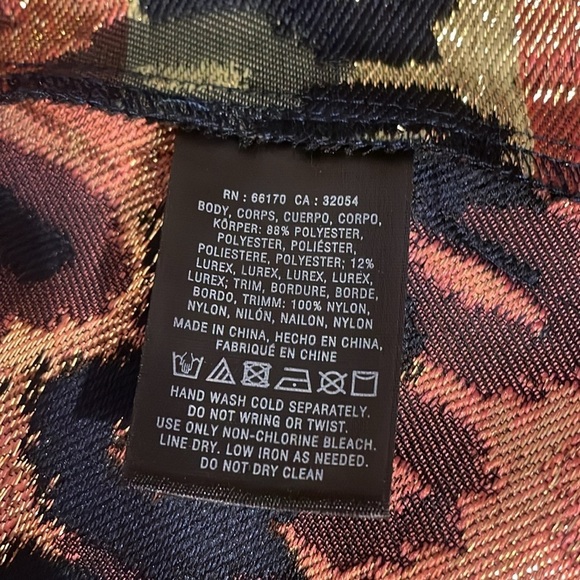 RN : 66170 CA : 32054
BODY, CORPS, CUERPO, CORPO,
KÖRPER: 88% POLYESTER,
POLYESTER, POLIÉSTER,
POLIESTERE, POLYESTER; 12%
LUREX, LUREX, LUREX, LUREX,
LUREX; TRIM, BORDURE, BORDE,
BORDO, TRIMM: 100% NYLON,
NYLON, NILÓN, NAILON, NYLON
MADE IN CHINA, HECHO EN CHINA,
FABRIQUÉ EN CHINE
HAND WASH COLD SEPARATELY.
DO NOT WRING OR TWIST.
USE ONLY NON-CHLORINE BLEACH.
LINE DRY. LOW IRON AS NEEDED.
DO NOT DRY CLEAN